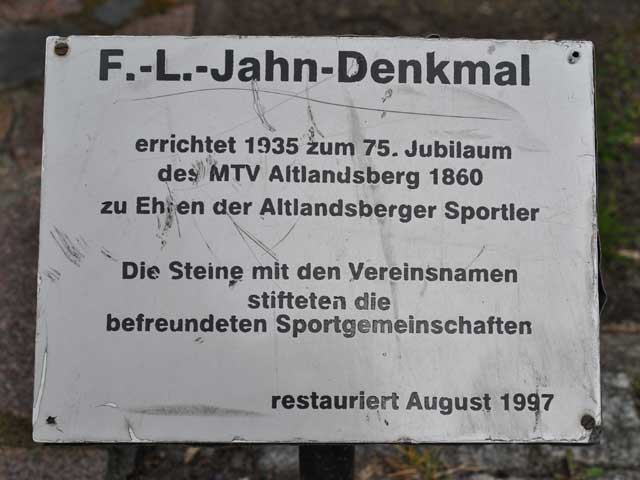 F.-L.-Jahn-Denkmal
errichtet 1935 zum 75. Jubilaum
des MTV Altlandsberg 1860
zu Ehren der Altlandsberger Sportler
Die Steine mit den Vereinsnamen
stifteten die
befreundeten Sportgemeinschaften
restauriert August 1997